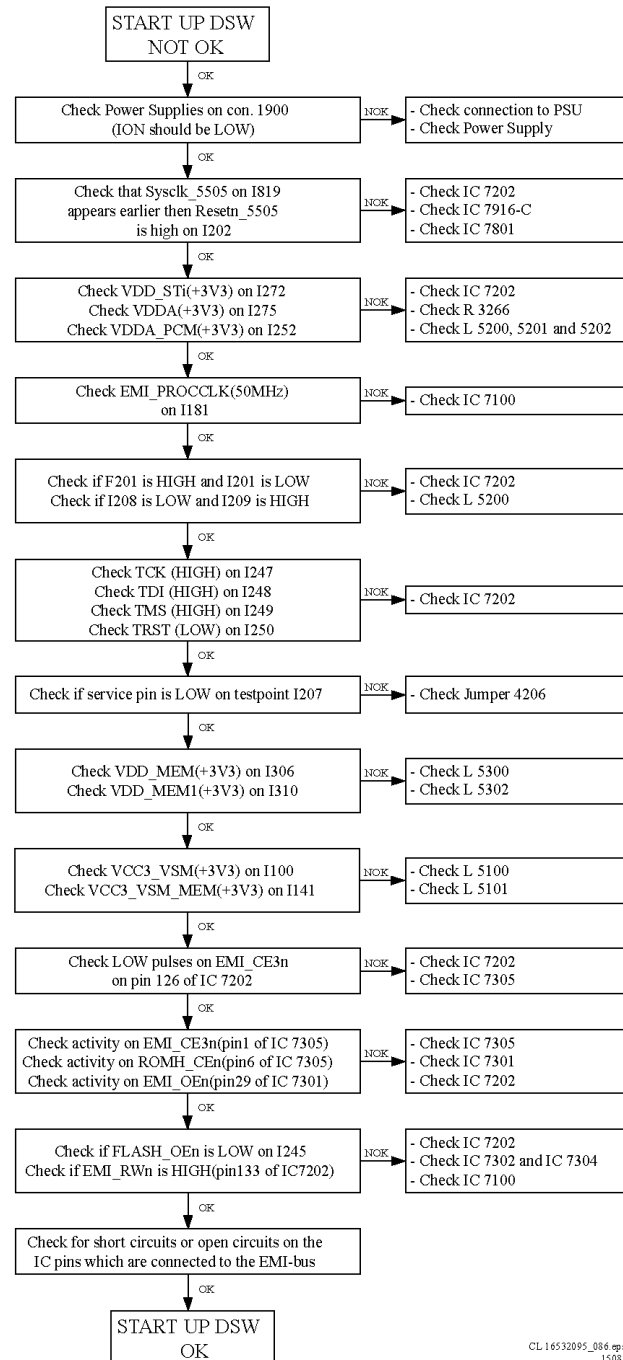 START UP DSW
NOT OK
OK
Check Power Supplies on con. 1900
(ION should be LOW)
NOK
- Check connection to PSU
- Check Power Supply
OK
Check that Sysclk_5505 on I819
appears earlier then Resetn_5505
is high on I202
NOK
- Check IC 7202
- Check IC 7916-C
- Check IC 7801
OK
Check VDD_STi(+3V3) on I272
Check VDDA(+3V3) on I275
Check VDDA_PCM(+3V3) on I252
NOK
- Check IC 7202
- Check R 3266
- Check L 5200, 5201 and 5202
OK
Check EMI_PROCCLK(50MHz)
on I181
NOK
- Check IC 7100
OK
Check if F201 is HIGH and I201 is LOW
Check if I208 is LOW and I209 is HIGH
NOK
- Check IC 7202
- Check L 5200
OK
Check TCK (HIGH) on I247
Check TDI (HIGH) on I248
Check TMS (HIGH) on I249
Check TRST (LOW) on I250
NOK
- Check IC 7202
OK
Check if service pin is LOW on testpoint I207
NOK
- Check Jumper 4206
OK
Check VDD_MEM(+3V3) on I306
Check VDD_MEM1(+3V3) on I310
NOK
- Check L 5300
- Check L 5302
OK
Check VCC3_VSM(+3V3) on I100
Check VCC3_VSM_MEM(+3V3) on I141
NOK
- Check L 5100
- Check L 5101
OK
Check LOW pulses on EMI_CE3n
on pin 126 of IC 7202
NOK
- Check IC 7202
- Check IC 7305
OK
Check activity on EMI_CE3n(pin1 of IC 7305)
Check activity on ROMH_CEn(pin6 of IC 7305)
Check activity on EMI_OEn(pin29 of IC 7301)
NOK
- Check IC 7305
- Check IC 7301
- Check IC 7202
OK
Check if FLASH_OEn is LOW on I245
Check if EMI_RWn is HIGH(pin133 of IC7202)
NOK
- Check IC 7202
- Check IC 7302 and IC 7304
- Check IC 7100
OK
Check for short circuits or open circuits on the
IC pins which are connected to the EMI-bus
OK
START UP DSW
OK
CL 16532095_086.eps
1508